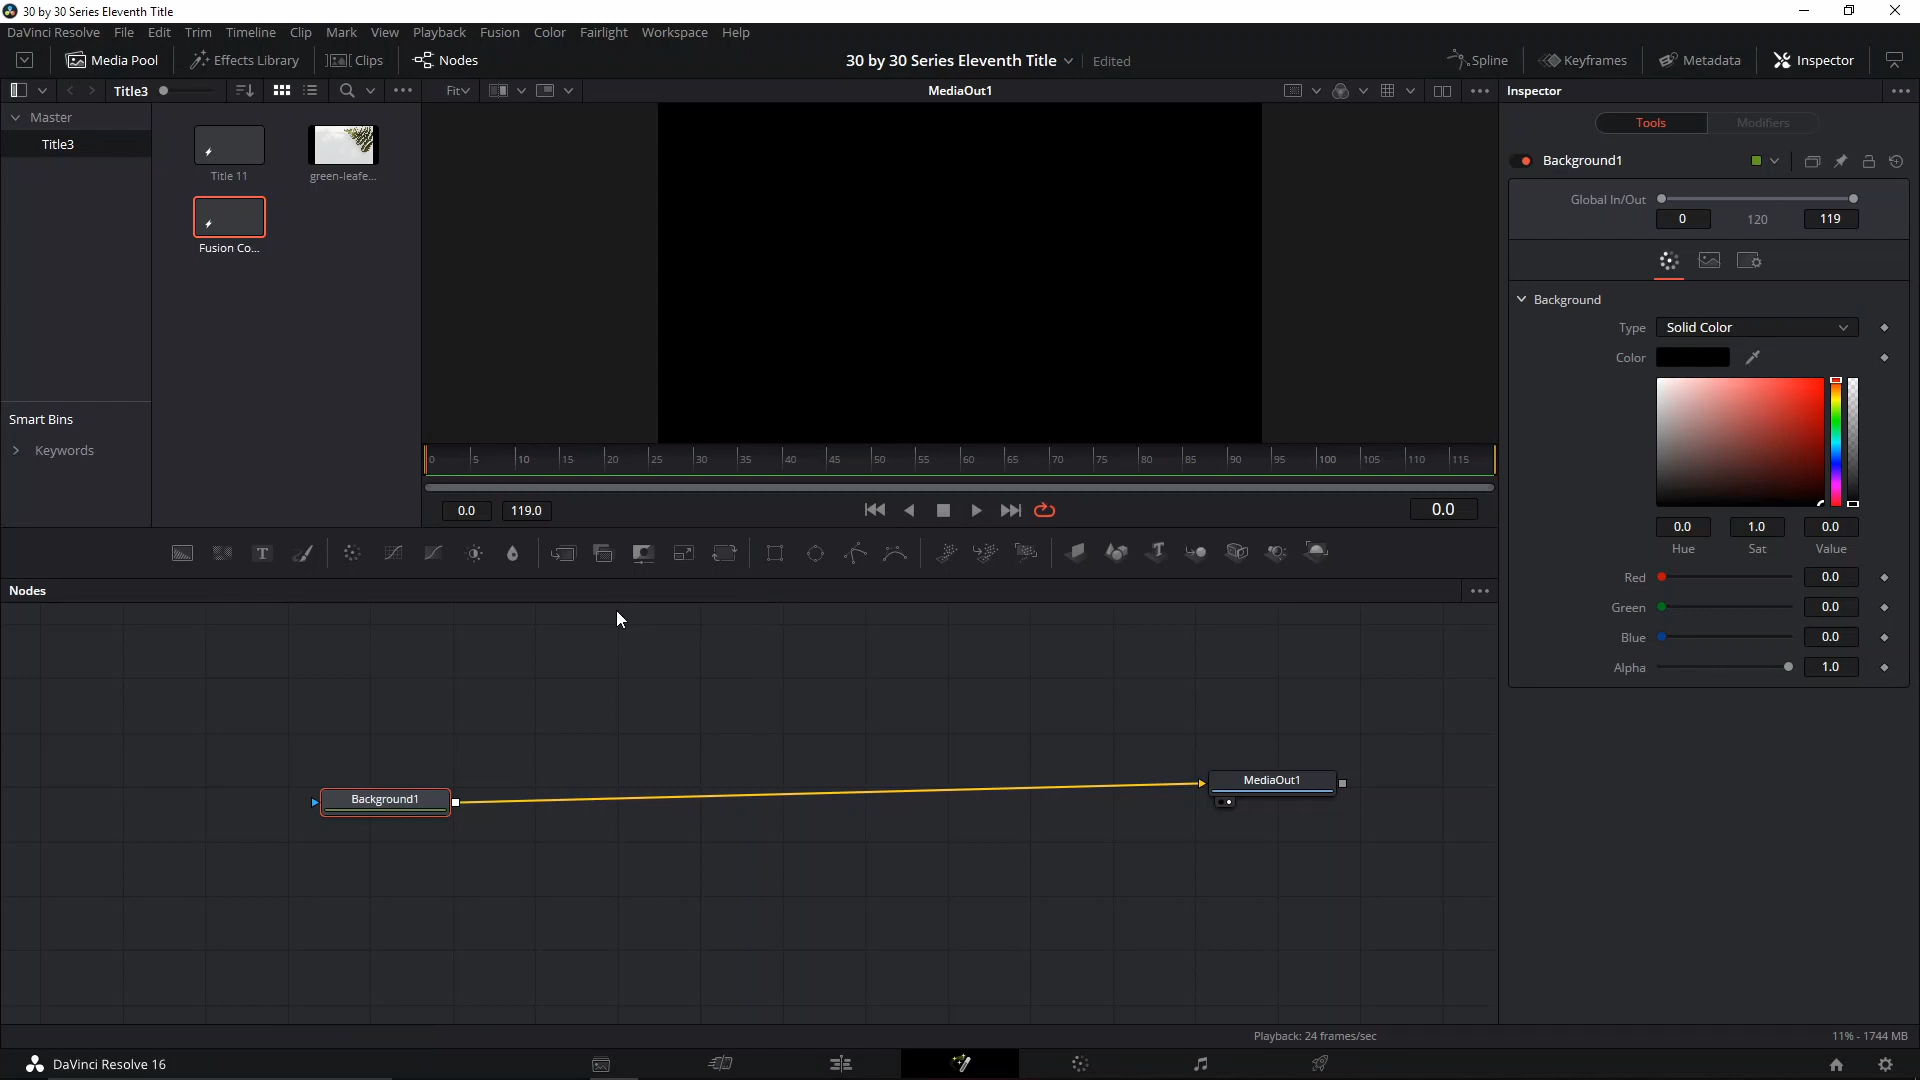 30 by 30 Series Eleventh Title
DaVinci Resolve File Edit Trim Timeline Clip Mark View Playback Fusion Color Fairlight Workspace Help
Media Pool Effects Library Clips Nodes 30 by 30 Series Eleventh Title Edited Spline Keyframes Metadata Inspector
Title3 Fit MediaOut1 Inspector
Master
Title3
Title 11
green-leafe...
Fusion Co...
Smart Bins
Keywords
Tools Modifiers
Background1
Global In/Out
0 120 119
Background
Type Solid Color
Color
0.0 1.0 0.0
Hue Sat Value
Red 0.0
Green 0.0
Blue 0.0
Alpha 1.0
0 5 10 15 20 25 30 35 40 45 50 55 60 65 70 75 80 85 90 95 100 105 110 115
0.0 119.0 0.0
T
Nodes
Background1
MediaOut1
Playback: 24 frames/sec 11% - 1744 MB
DaVinci Resolve 16